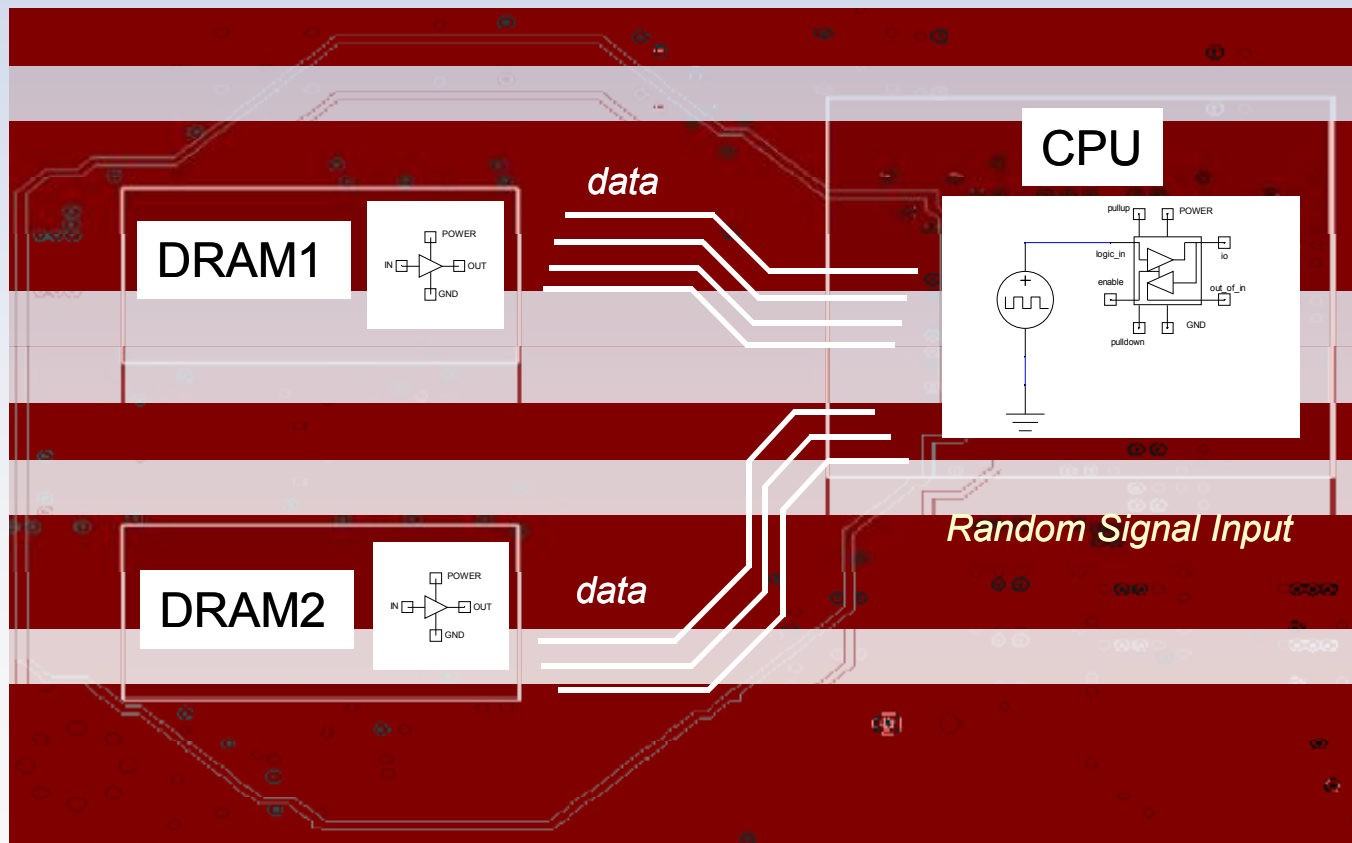 CPU
data
pullup
POWER
DRAM1
POWER
IN
OUT
GND
logic_in
io
enable
out_of_in
GND
pulldown
Random Signal Input
DRAM2
POWER
IN
OUT
GND
data